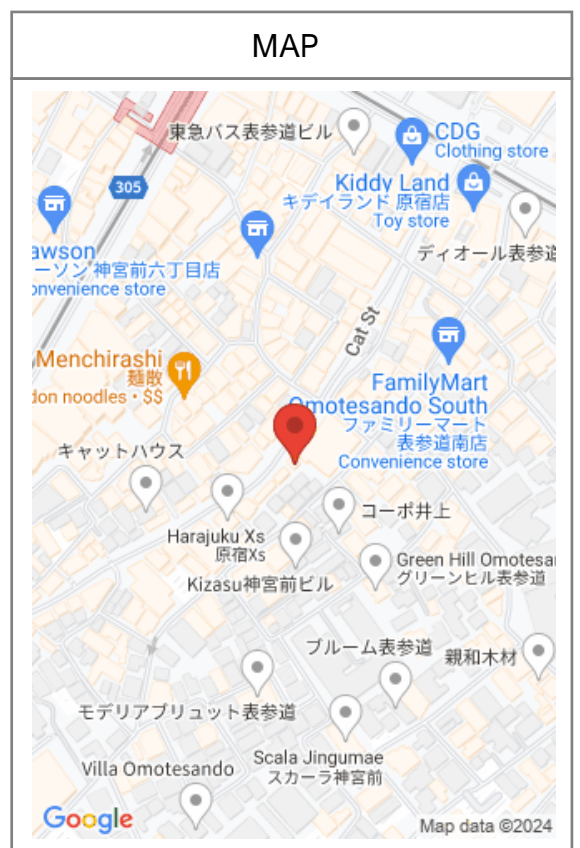 MAP
東急バス表参道ビル
CDG
Clothing store
305
Kiddy Land
キデイランド 原宿店
Toy store
ディオール表参道
awson
ーソン 神宮前六丁目店
onvenience store
Cat St
Menchirashi
麺散
don noodles • $$
FamilyMart
Omotesando South
ファミリーマート
表参道南店
Convenience store
キャットハウス
コーポ井上
Harajuku Xs
原宿Xs
Green Hill Omotesa
グリーンヒル表参道
Kizasu神宮前ビル
ブルーム表参道
親和木材
モデリアブリュット表参道
Scala Jingumae
スカーラ神宮前
Villa Omotesando
Google
Map data ©2024